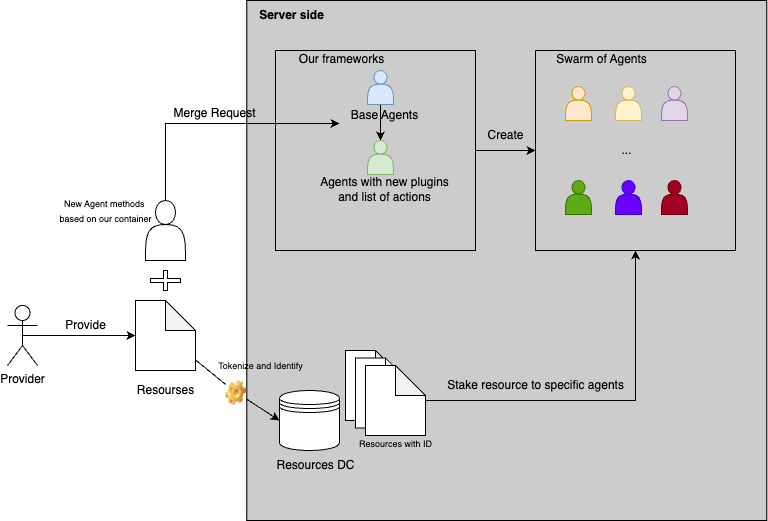 Server side
Our frameworks
Swarm of Agents
Merge Request
Base Agents
Create
...
Agents with new plugins
and list of actions
New Agent methods
based on our container
Provide
Provider
Resourses
Tokenize and Identify
Stake resource to specific agents
Resources with ID
Resources DC